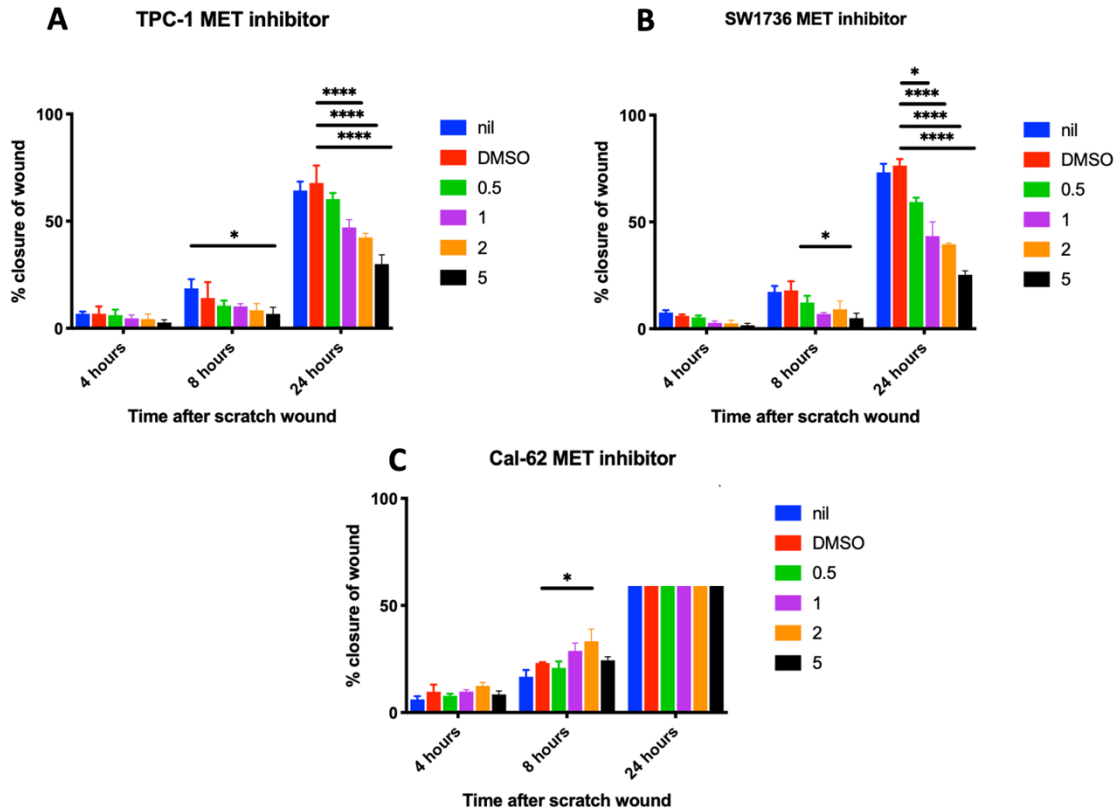 A
TPC-1 MET inhibitor
****
****
****
*
100
50
0
% closure of wound
4 hours
8 hours
24 hours
Time after scratch wound
nil
DMSO
0.5
1
2
5
B
SW1736 MET inhibitor
*
****
****
****
*
100
50
0
% closure of wound
4 hours
8 hours
24 hours
Time after scratch wound
nil
DMSO
0.5
1
2
5
C
Cal-62 MET inhibitor
*
100
50
0
% closure of wound
4 hours
8 hours
24 hours
Time after scratch wound
nil
DMSO
0.5
1
2
5